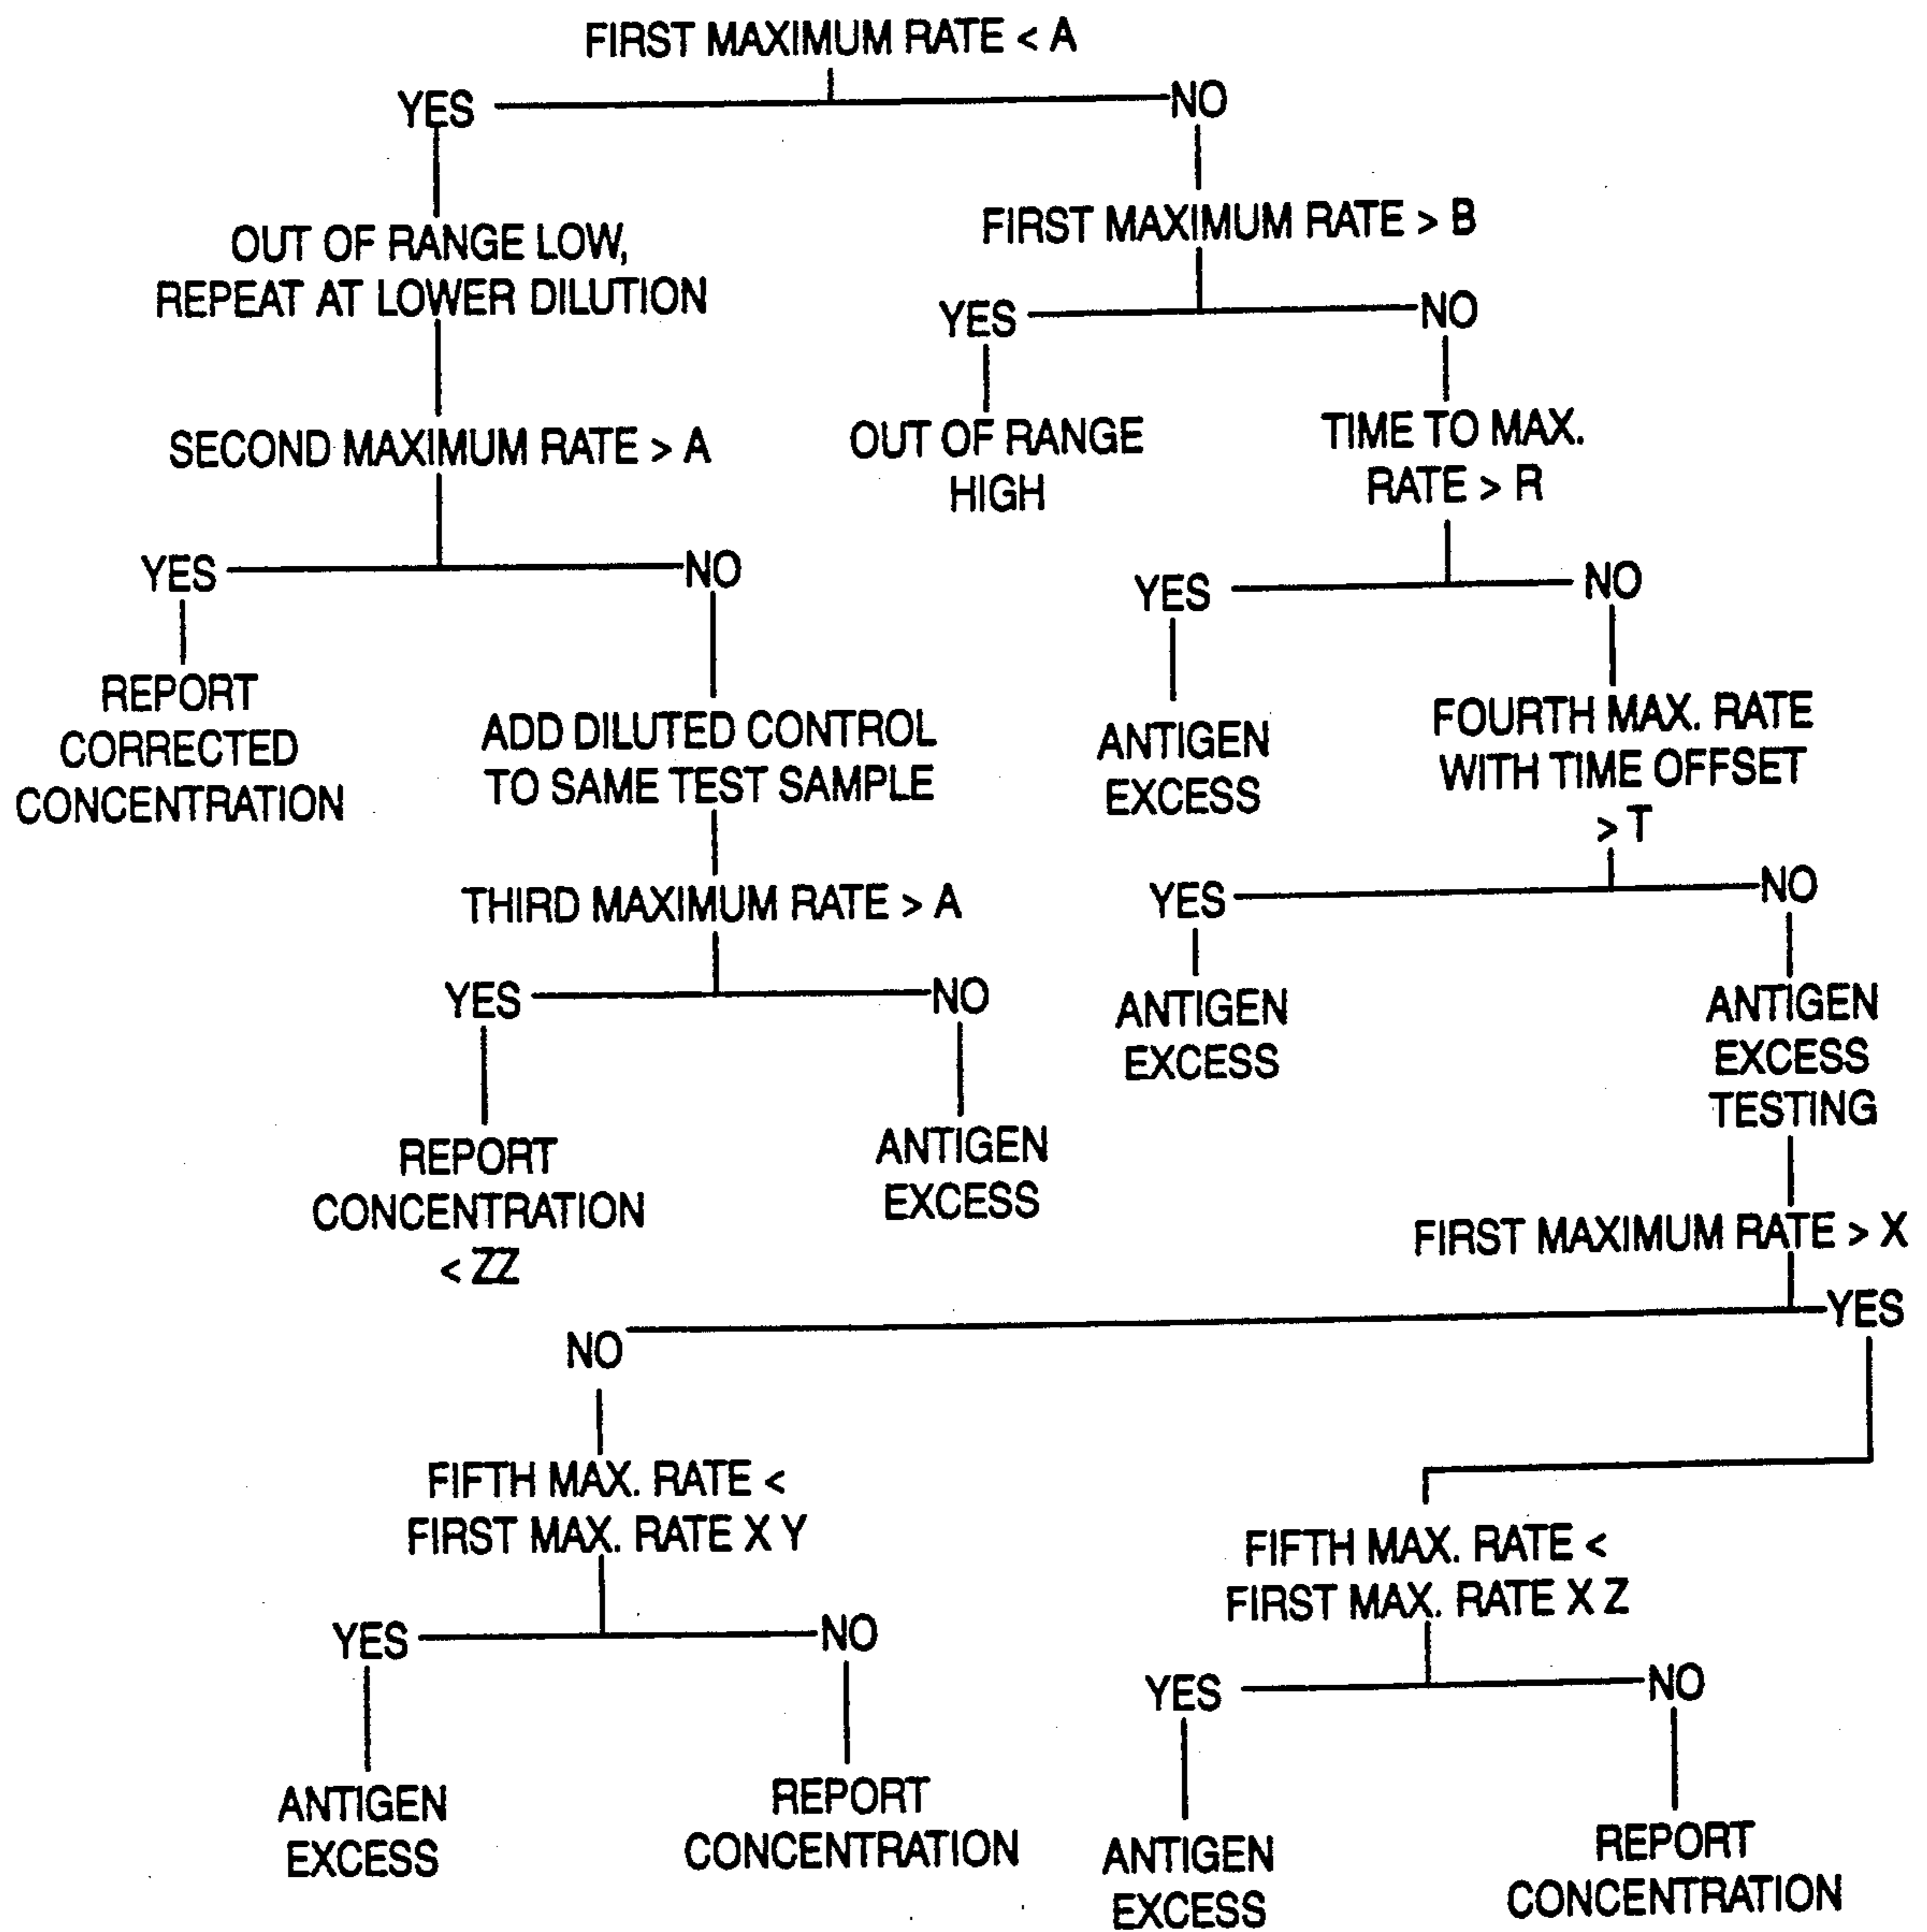 FIRST MAXIMUM RATE < A
YES
NO
OUT OF RANGE LOW,
REPEAT AT LOWER DILUTION
FIRST MAXIMUM RATE > B
YES
NO
SECOND MAXIMUM RATE > A
OUT OF RANGE
HIGH
TIME TO MAX.
RATE > R
YES
NO
YES
NO
REPORT
CORRECTED
CONCENTRATION
ADD DILUTED CONTROL
TO SAME TEST SAMPLE
ANTIGEN
EXCESS
FOURTH MAX. RATE
WITH TIME OFFSET
> T
THIRD MAXIMUM RATE > A
YES
NO
YES
NO
ANTIGEN
EXCESS
ANTIGEN
EXCESS
TESTING
REPORT
CONCENTRATION
< ZZ
ANTIGEN
EXCESS
FIRST MAXIMUM RATE > X
NO
YES
FIFTH MAX. RATE <
FIRST MAX. RATE X Y
FIFTH MAX. RATE <
FIRST MAX. RATE X Z
YES
NO
YES
NO
ANTIGEN
EXCESS
REPORT
CONCENTRATION
ANTIGEN
EXCESS
REPORT
CONCENTRATION